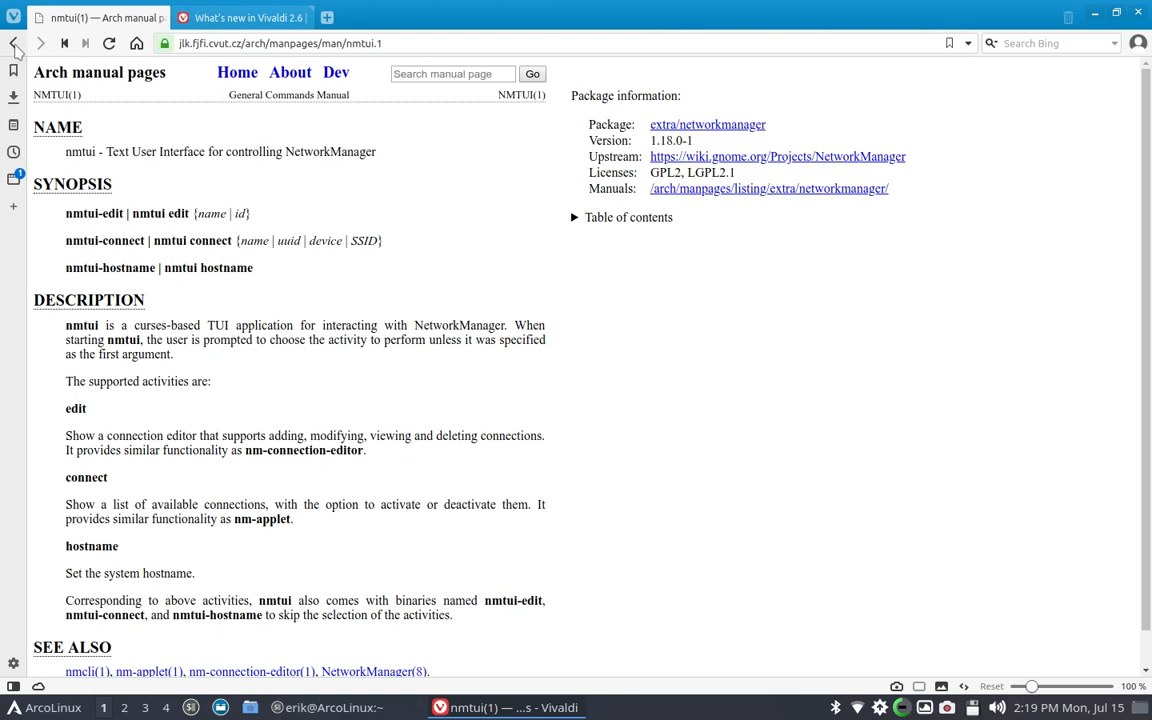 nmtui(1) — Arch manual p
What's new in Vivaldi 2.6 |
jlk.fjfi.cvut.cz/arch/manpages/man/nmtui.1
Search Bing
Arch manual pages Home About Dev Search manual page Go
NMTUI(1) General Commands Manual NMTUI(1)
NAME
nmtui - Text User Interface for controlling NetworkManager
SYNOPSIS
nmtui-edit | nmtui edit {name | id}
nmtui-connect | nmtui connect {name | uuid | device | SSID}
nmtui-hostname | nmtui hostname
DESCRIPTION
nmtui is a curses-based TUI application for interacting with NetworkManager. When
starting nmtui, the user is prompted to choose the activity to perform unless it was specified
as the first argument.
The supported activities are:
edit
Show a connection editor that supports adding, modifying, viewing and deleting connections.
It provides similar functionality as nm-connection-editor.
connect
Show a list of available connections, with the option to activate or deactivate them. It
provides similar functionality as nm-applet.
hostname
Set the system hostname.
Corresponding to above activities, nmtui also comes with binaries named nmtui-edit,
nmtui-connect, and nmtui-hostname to skip the selection of the activities.
SEE ALSO
nmcli(1), nm-applet(1), nm-connection-editor(1), NetworkManager(8).
Package information:
Package: extra/networkmanager
Version: 1.18.0-1
Upstream: https://wiki.gnome.org/Projects/NetworkManager
Licenses: GPL2, LGPL2.1
Manuals: /arch/manpages/listing/extra/networkmanager/
Table of contents
1
Reset 100 %
ArcoLinux 1 2 3 4 erik@ArcoLinux:~ nmtui(1) — ...s - Vivaldi 2:19 PM Mon, Jul 15